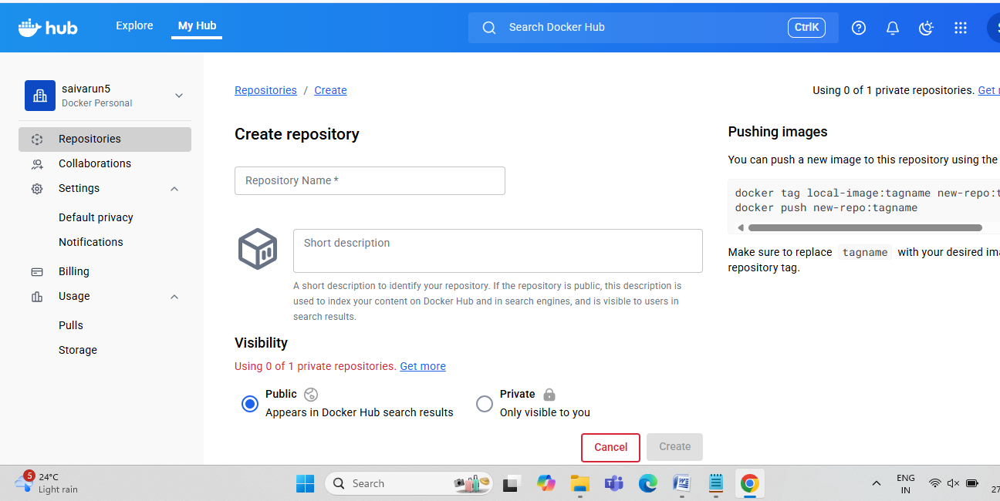 hub
Explore
My Hub
Search Docker Hub
CtrlK
saivarun5
Docker Personal
Repositories
Collaborations
Settings
Default privacy
Notifications
Billing
Usage
Pulls
Storage
Repositories / Create
Using 0 of 1 private repositories. Get
Create repository
Repository Name *
Short description
A short description to identify your repository. If the repository is public, this description is
used to index your content on Docker Hub and in search engines, and is visible to users in
search results.
Visibility
Using 0 of 1 private repositories. Get more
Public
Appears in Docker Hub search results
Private
Only visible to you
Cancel
Create
Pushing images
You can push a new image to this repository using the
docker tag local-image:tagname new-repo:t
docker push new-repo:tagname
Make sure to replace tagname with your desired ima
repository tag.
5
24°C
Light rain
Search
ENG
IN
27